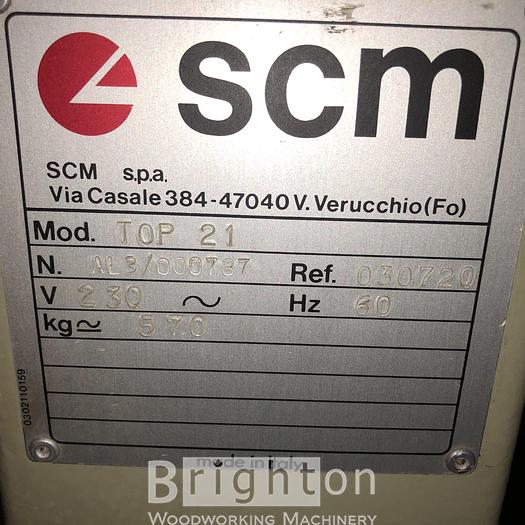 scm
SCM s.p.a.
Via Casale 384-47040 V. Verucchio (Fo)
Mod. TOP 21
N. AL3/000787 Ref. 030720
V 230 ~ Hz 60
kg≃ 570
0302110159
made in Italy
Brighton
WOODWORKING MACHINERY